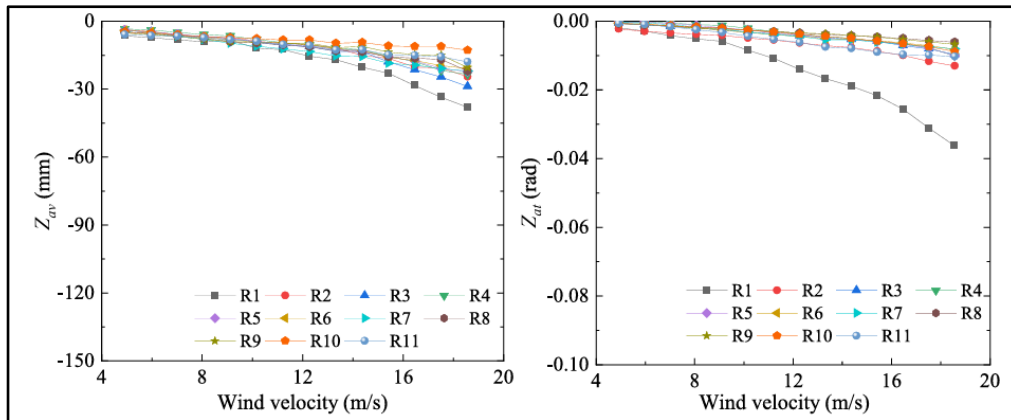 0
-30
-60
-90
-120
-150
Z_av (mm)
R1 R2 R3 R4
R5 R6 R7 R8
R9 R10 R11
4 8 12 16 20
Wind velocity (m/s)
0.00
-0.02
-0.04
-0.06
-0.08
-0.10
Z_at (rad)
R1 R2 R3 R4
R5 R6 R7 R8
R9 R10 R11
4 8 12 16 20
Wind velocity (m/s)